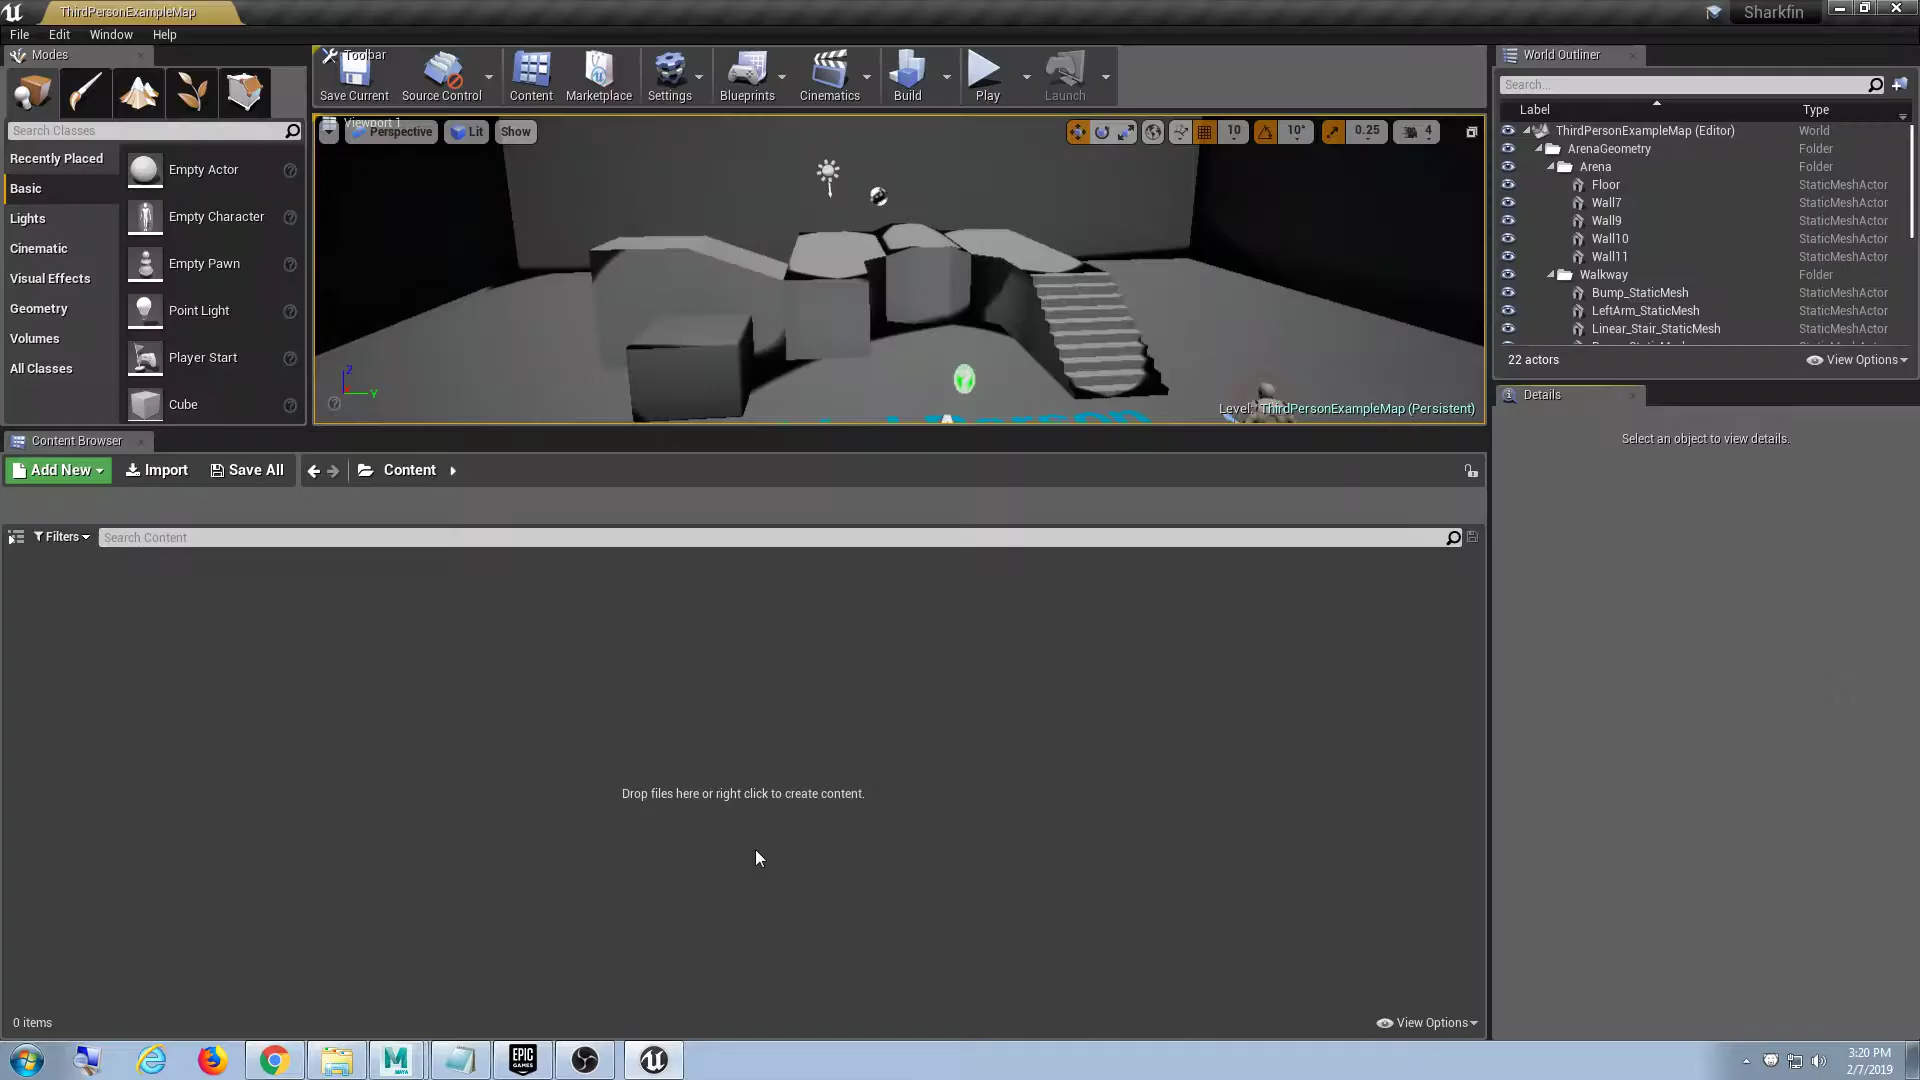 ThirdPersonExampleMap
Sharkfin
File Edit Window Help
Modes
Toolbar
World Outliner
Save Current Source Control Content Marketplace Settings Blueprints Cinematics Build Play Launch
Search...
Label Type
Search Classes
Viewport 1
Perspective Lit Show
10 10° 0.25 4
Recently Placed
Basic
Lights
Cinematic
Visual Effects
Geometry
Volumes
All Classes
Empty Actor
Empty Character
Empty Pawn
Point Light
Player Start
Cube
Z
Y
Level: ThirdPersonExampleMap (Persistent)
ThirdPersonExampleMap (Editor) World
ArenaGeometry Folder
Arena Folder
Floor StaticMeshActor
Wall7 StaticMeshActor
Wall9 StaticMeshActor
Wall10 StaticMeshActor
Wall11 StaticMeshActor
Walkway Folder
Bump_StaticMesh StaticMeshActor
LeftArm_StaticMesh StaticMeshActor
Linear_Stair_StaticMesh StaticMeshActor
22 actors View Options
Details
Select an object to view details.
Content Browser
Add New Import Save All Content
Filters Search Content
Drop files here or right click to create content.
0 items View Options
M
MAYA
EPIC
GAMES
3:20 PM
2/7/2019